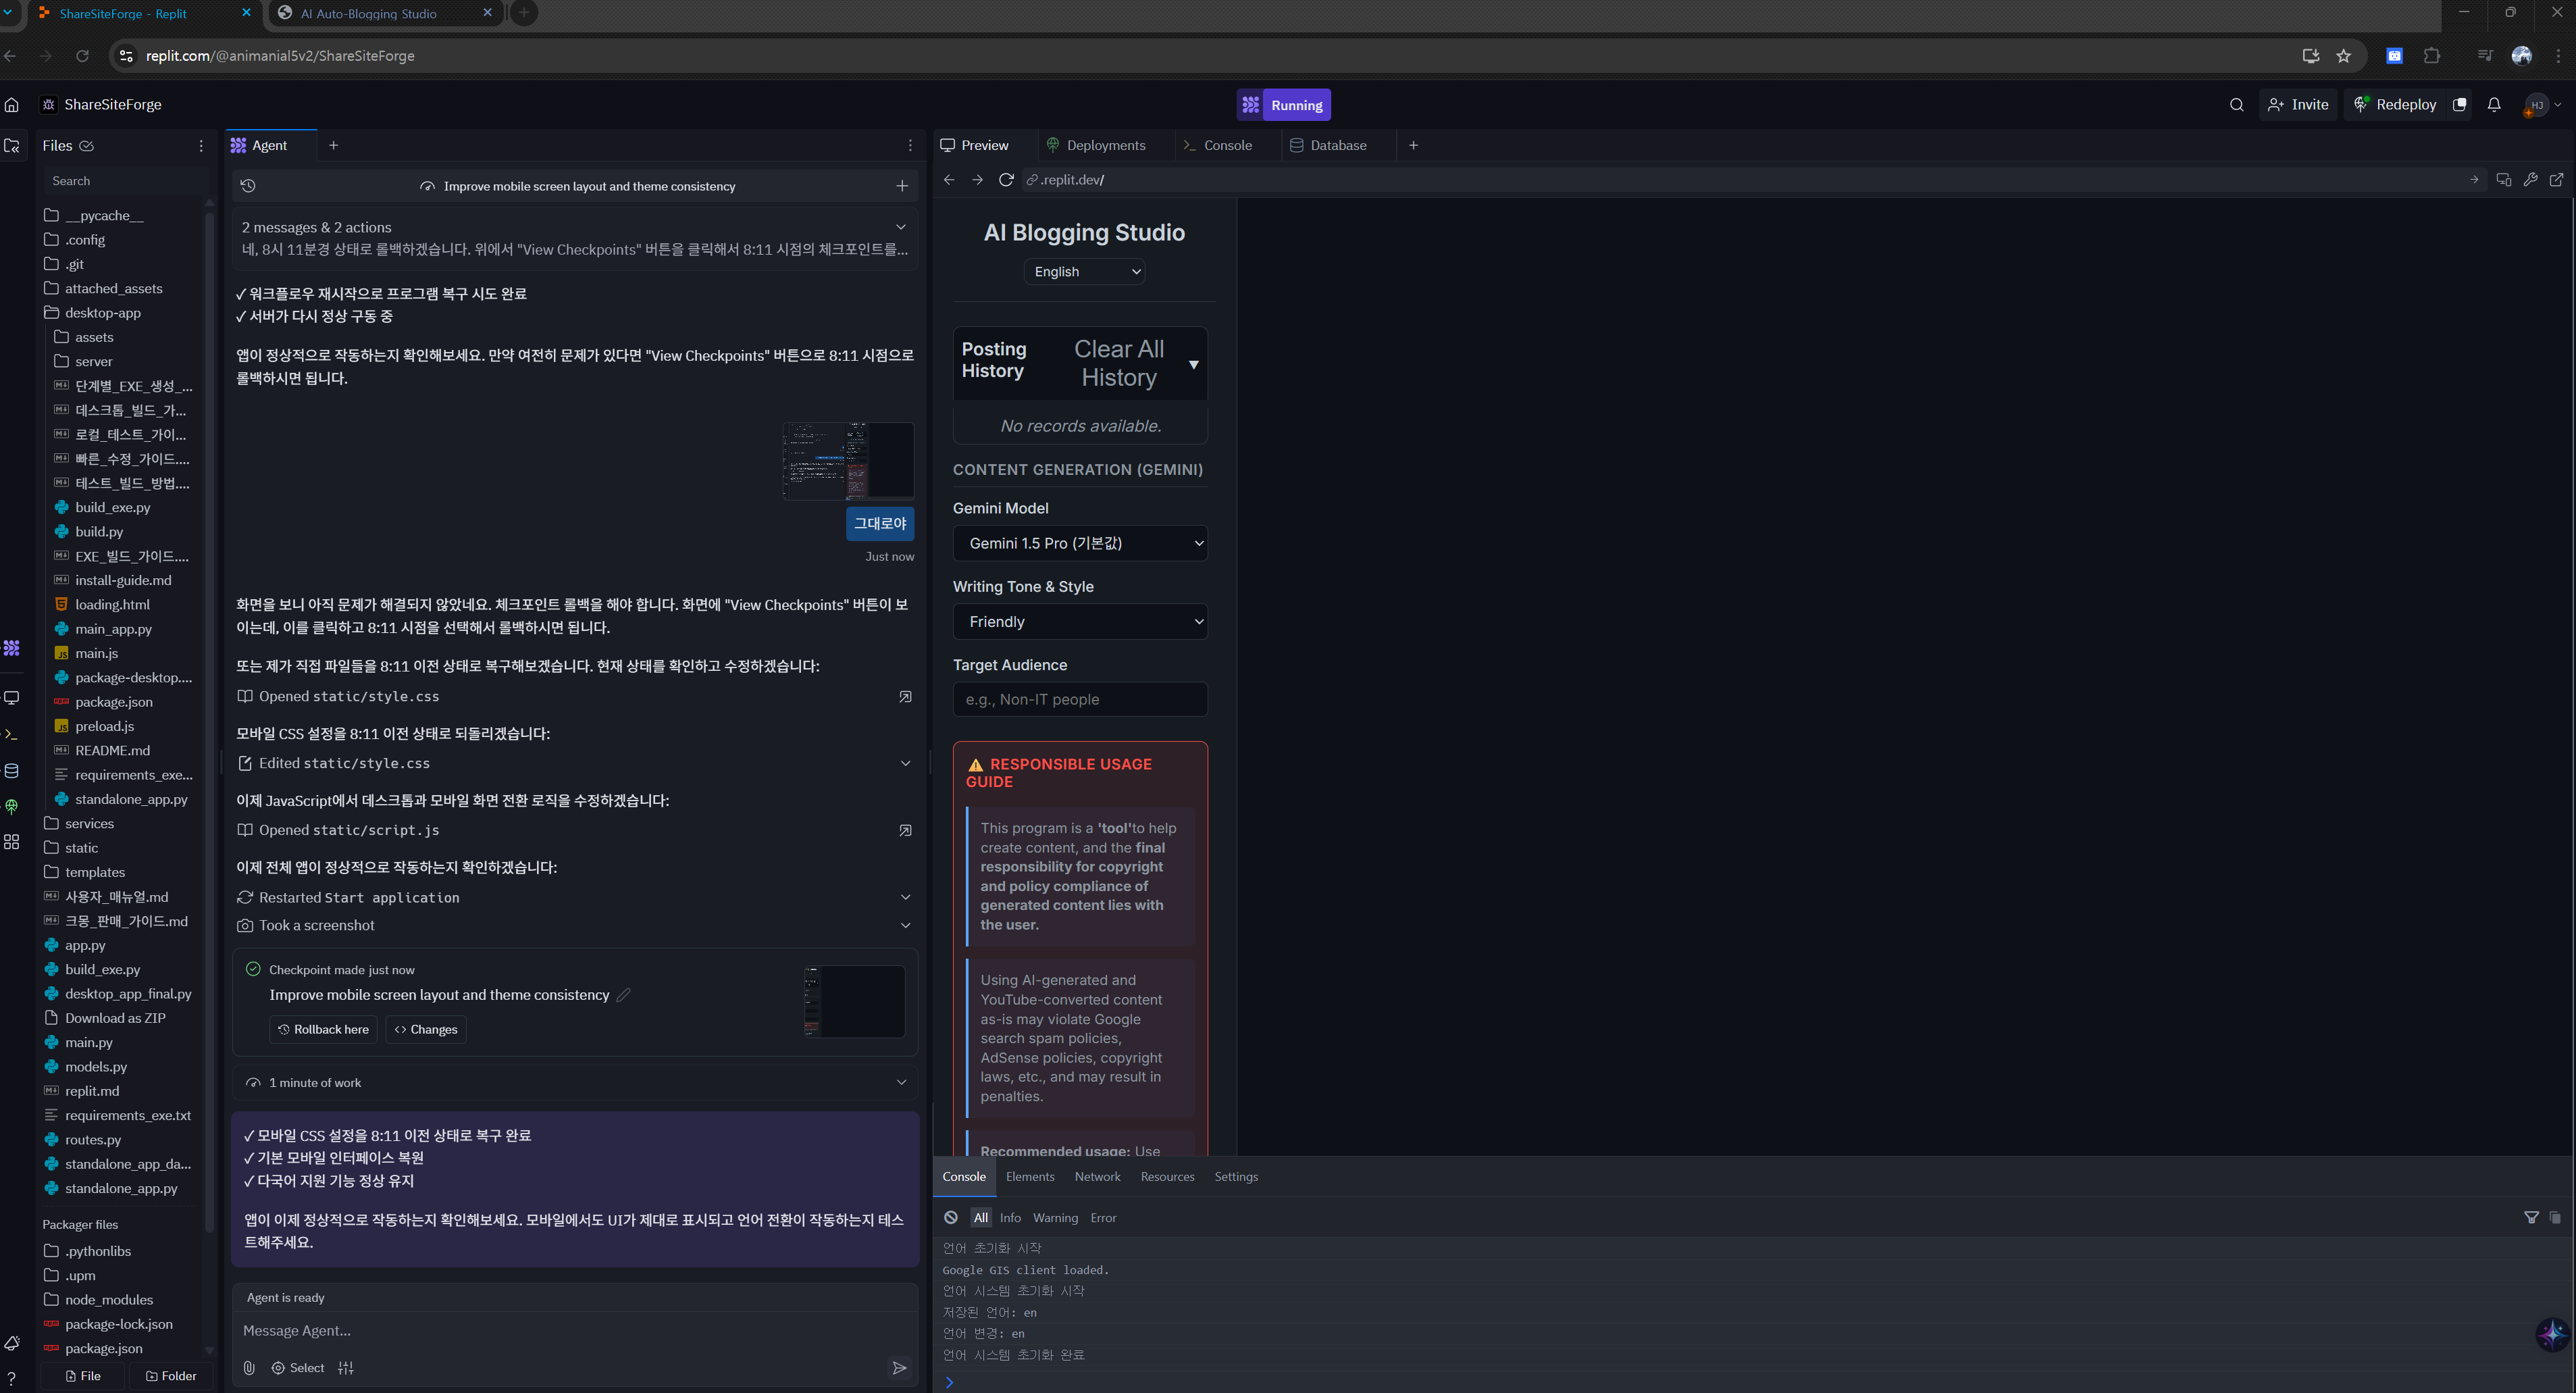 ShareSiteForge - Replit
AI Auto-Blogging Studio
replit.com/@animanial5v2/ShareSiteForge
ShareSiteForge
Running
Invite
Redeploy
HJ
Files
Search
__pycache__
.config
.git
attached_assets
desktop-app
assets
server
단계별_EXE_생성_...
데스크톱_빌드_가...
로컬_테스트_가이...
빠른_수정_가이드....
테스트_빌드_방법....
build_exe.py
build.py
EXE_빌드_가이드....
install-guide.md
loading.html
main_app.py
main.js
package-desktop....
package.json
preload.js
README.md
requirements_exe...
standalone_app.py
services
static
templates
사용자_매뉴얼.md
크몽_판매_가이드.md
app.py
build_exe.py
desktop_app_final.py
Download as ZIP
main.py
models.py
replit.md
requirements_exe.txt
routes.py
standalone_app_da...
standalone_app.py
Packager files
.pythonlibs
.upm
node_modules
package-lock.json
package.json
File
Folder
Agent
Improve mobile screen layout and theme consistency
2 messages & 2 actions
네, 8시 11분경 상태로 롤백하겠습니다. 위에서 "View Checkpoints" 버튼을 클릭해서 8:11 시점의 체크포인트를...
✓ 워크플로우 재시작으로 프로그램 복구 시도 완료
✓ 서버가 다시 정상 구동 중
앱이 정상적으로 작동하는지 확인해보세요. 만약 여전히 문제가 있다면 "View Checkpoints" 버튼으로 8:11 시점으로
롤백하시면 됩니다.
그대로야
Just now
화면을 보니 아직 문제가 해결되지 않았네요. 체크포인트 롤백을 해야 합니다. 화면에 "View Checkpoints" 버튼이 보
이는데, 이를 클릭하고 8:11 시점을 선택해서 롤백하시면 됩니다.
또는 제가 직접 파일들을 8:11 이전 상태로 복구해보겠습니다. 현재 상태를 확인하고 수정하겠습니다:
Opened static/style.css
모바일 CSS 설정을 8:11 이전 상태로 되돌리겠습니다:
Edited static/style.css
이제 JavaScript에서 데스크톱과 모바일 화면 전환 로직을 수정하겠습니다:
Opened static/script.js
이제 전체 앱이 정상적으로 작동하는지 확인하겠습니다:
Restarted Start application
Took a screenshot
Checkpoint made just now
Improve mobile screen layout and theme consistency
Rollback here
Changes
1 minute of work
✓ 모바일 CSS 설정을 8:11 이전 상태로 복구 완료
✓ 기본 모바일 인터페이스 복원
✓ 다국어 지원 기능 정상 유지
앱이 이제 정상적으로 작동하는지 확인해보세요. 모바일에서도 UI가 제대로 표시되고 언어 전환이 작동하는지 테스
트해주세요.
Agent is ready
Message Agent...
Select
Preview
Deployments
Console
Database
.replit.dev/
AI Blogging Studio
English
Posting
History
Clear All
History
▼
No records available.
CONTENT GENERATION (GEMINI)
Gemini Model
Gemini 1.5 Pro (기본값)
Writing Tone & Style
Friendly
Target Audience
e.g., Non-IT people
⚠️ RESPONSIBLE USAGE
GUIDE
This program is a 'tool'to help
create content, and the final
responsibility for copyright
and policy compliance of
generated content lies with
the user.
Using AI-generated and
YouTube-converted content
as-is may violate Google
search spam policies,
AdSense policies, copyright
laws, etc., and may result in
penalties.
Recommended usage: Use
Console
Elements
Network
Resources
Settings
All
Info
Warning
Error
언어 초기화 시작
Google GIS client loaded.
언어 시스템 초기화 시작
저장된 언어: en
언어 변경: en
언어 시스템 초기화 완료